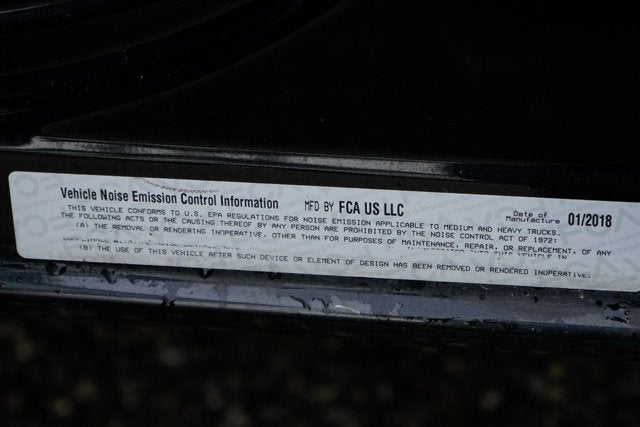 Vehicle Noise Emission Control Information MFD BY FCA US LLC Date of Manufacture 01/2018
THIS VEHICLE CONFORMS TO U.S. EPA REGULATIONS FOR NOISE EMISSION APPLICABLE TO MEDIUM AND HEAVY TRUCKS.
THE FOLLOWING ACTS OR THE CAUSING THEREOF BY ANY PERSON ARE PROHIBITED BY THE NOISE CONTROL ACT OF 1972:
(A) THE REMOVAL OR RENDERING INOPERATIVE, OTHER THAN FOR PURPOSES OF MAINTENANCE, REPAIR, OR REPLACEMENT, OF ANY
(B) THE USE OF THIS VEHICLE AFTER SUCH DEVICE OR ELEMENT OF DESIGN HAS BEEN REMOVED OR RENDERED INOPERATIVE.